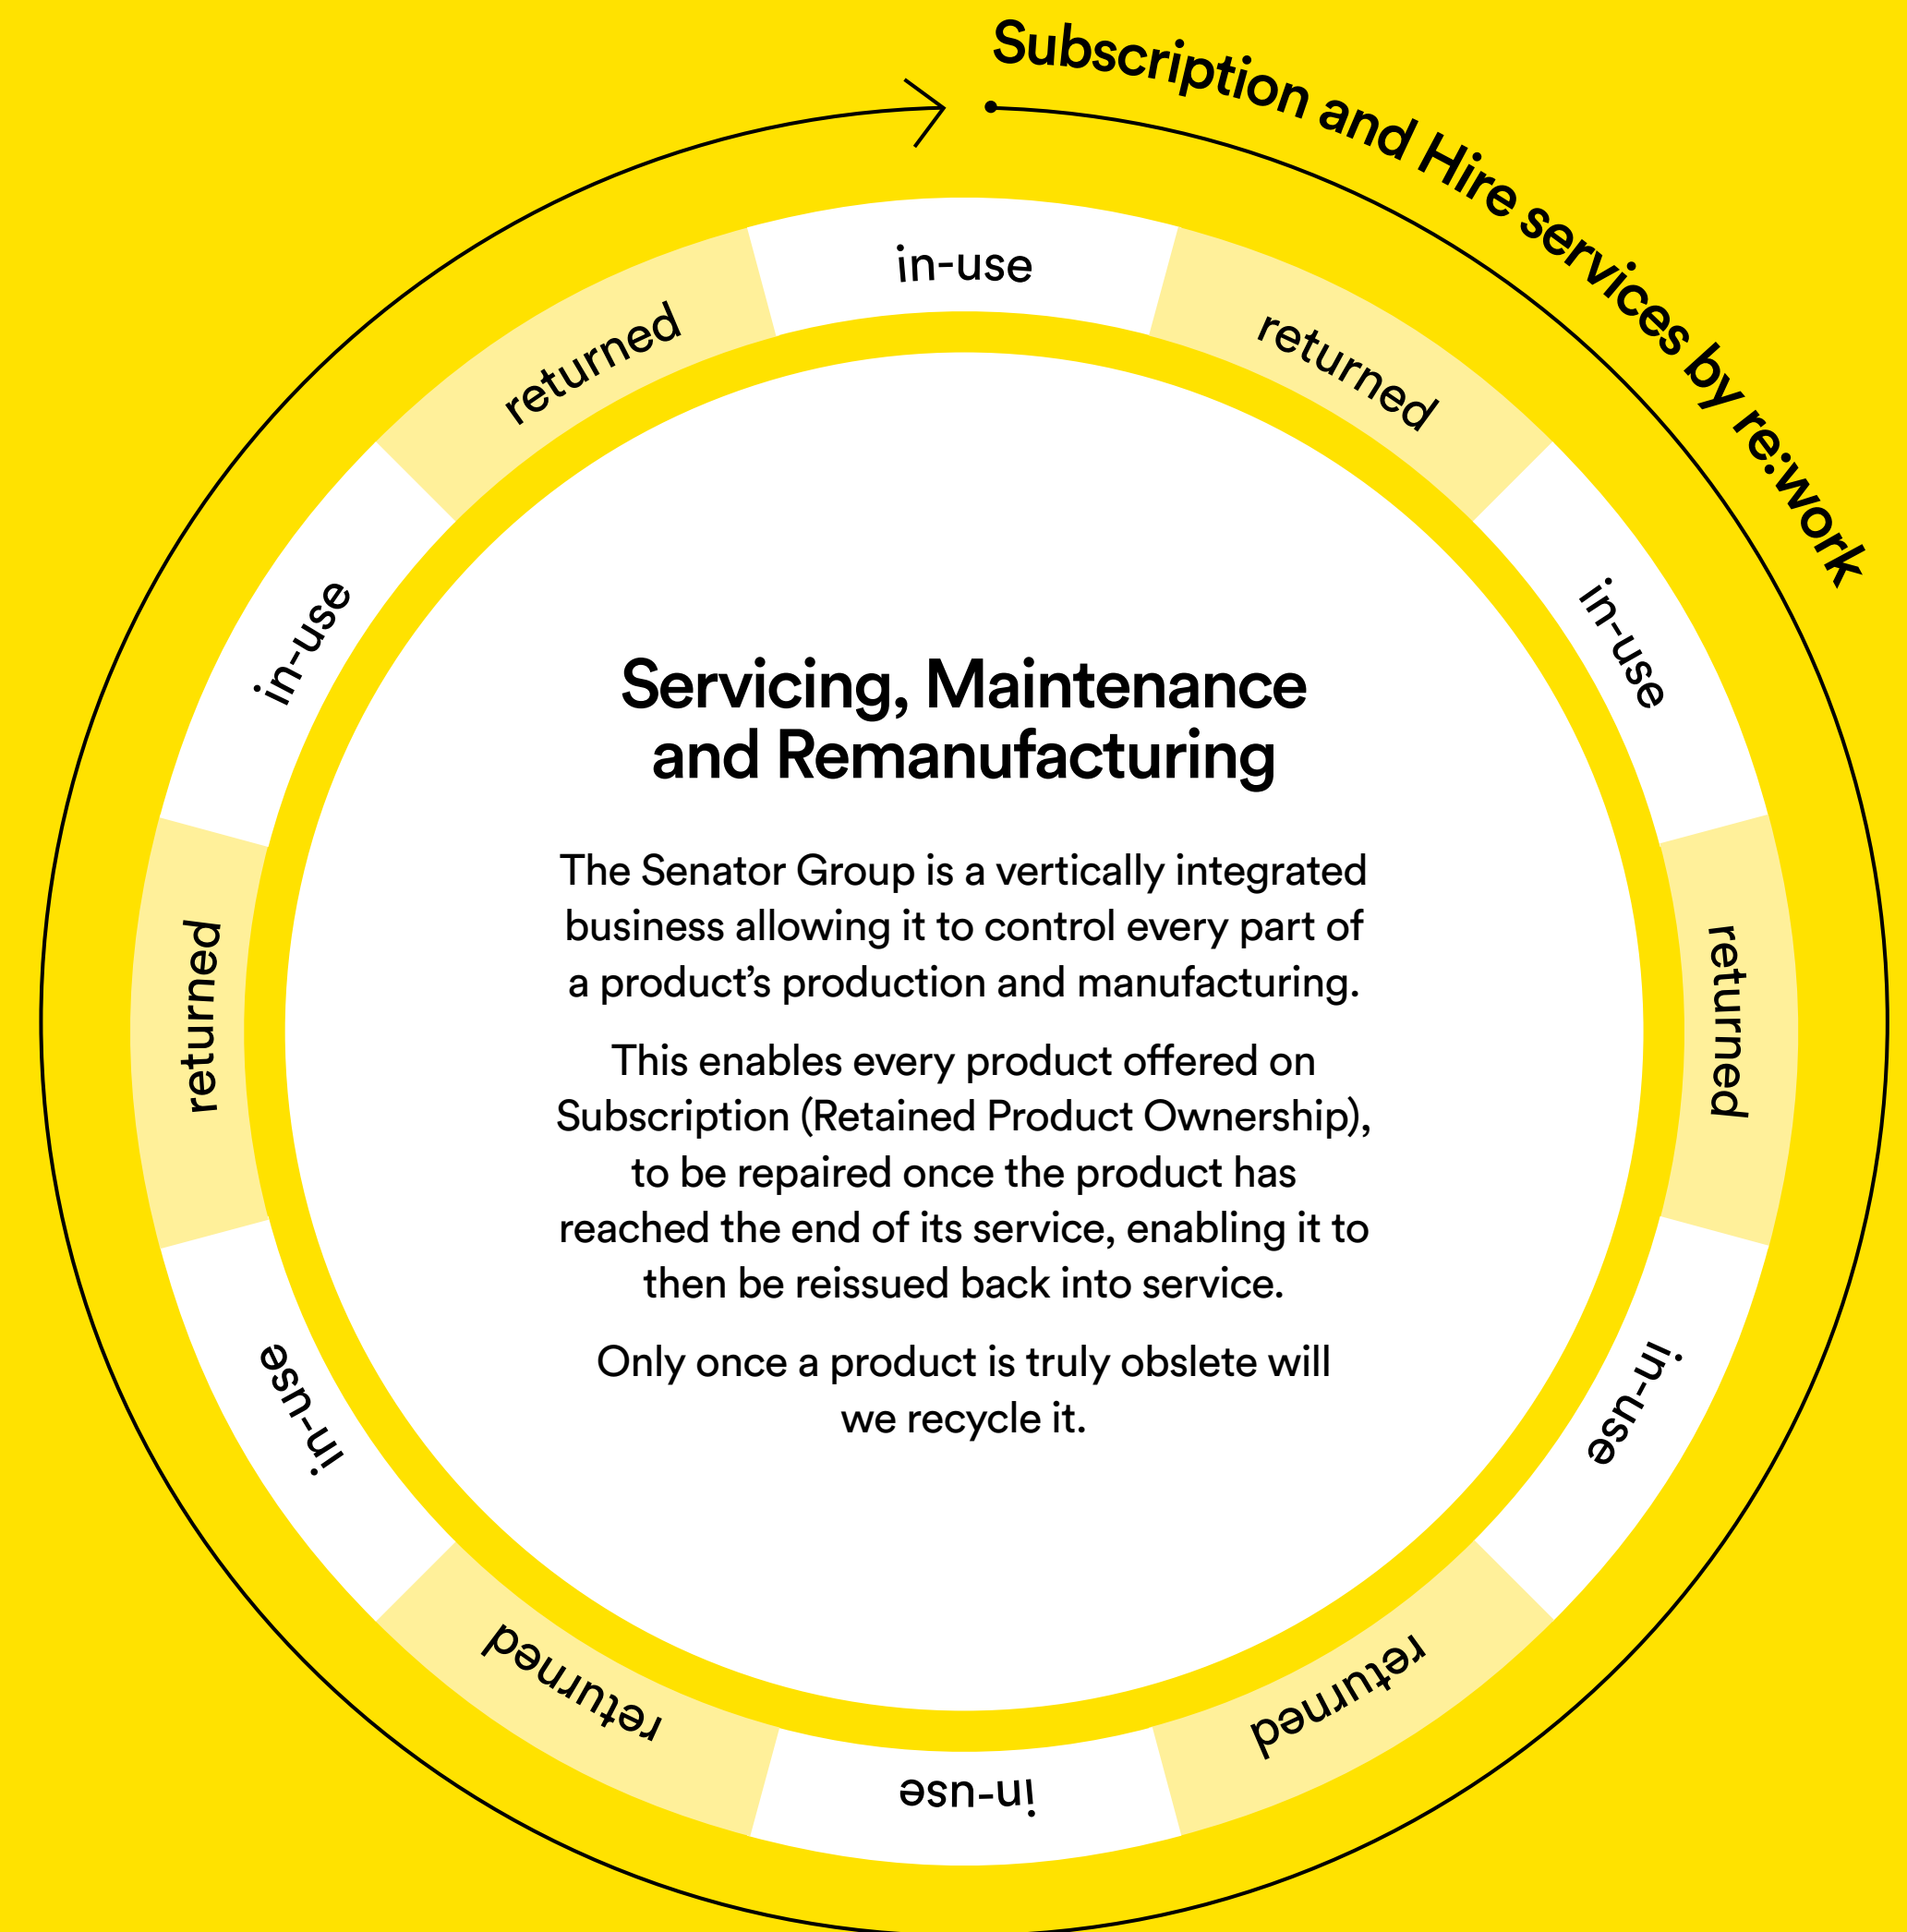 Subscription and Hire services by re:work
in-use
returned
in-use
returned
in-use
returned
in-use
returned
in-use
returned
in-use
returned
Servicing, Maintenance
and Remanufacturing
The Senator Group is a vertically integrated
business allowing it to control every part of
a product’s production and manufacturing.
This enables every product offered on
Subscription (Retained Product Ownership),
to be repaired once the product has
reached the end of its service, enabling it to
then be reissued back into service.
Only once a product is truly obslete will
we recycle it.